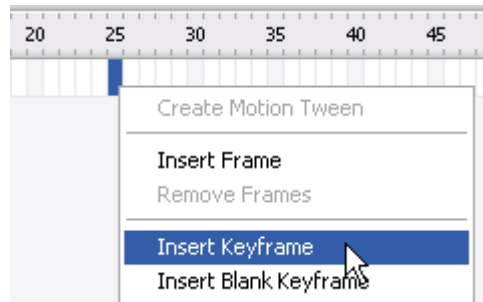 20 25 30 35 40 45
Create Motion Tween
Insert Frame
Remove Frames
Insert Keyframe
Insert Blank Keyframe